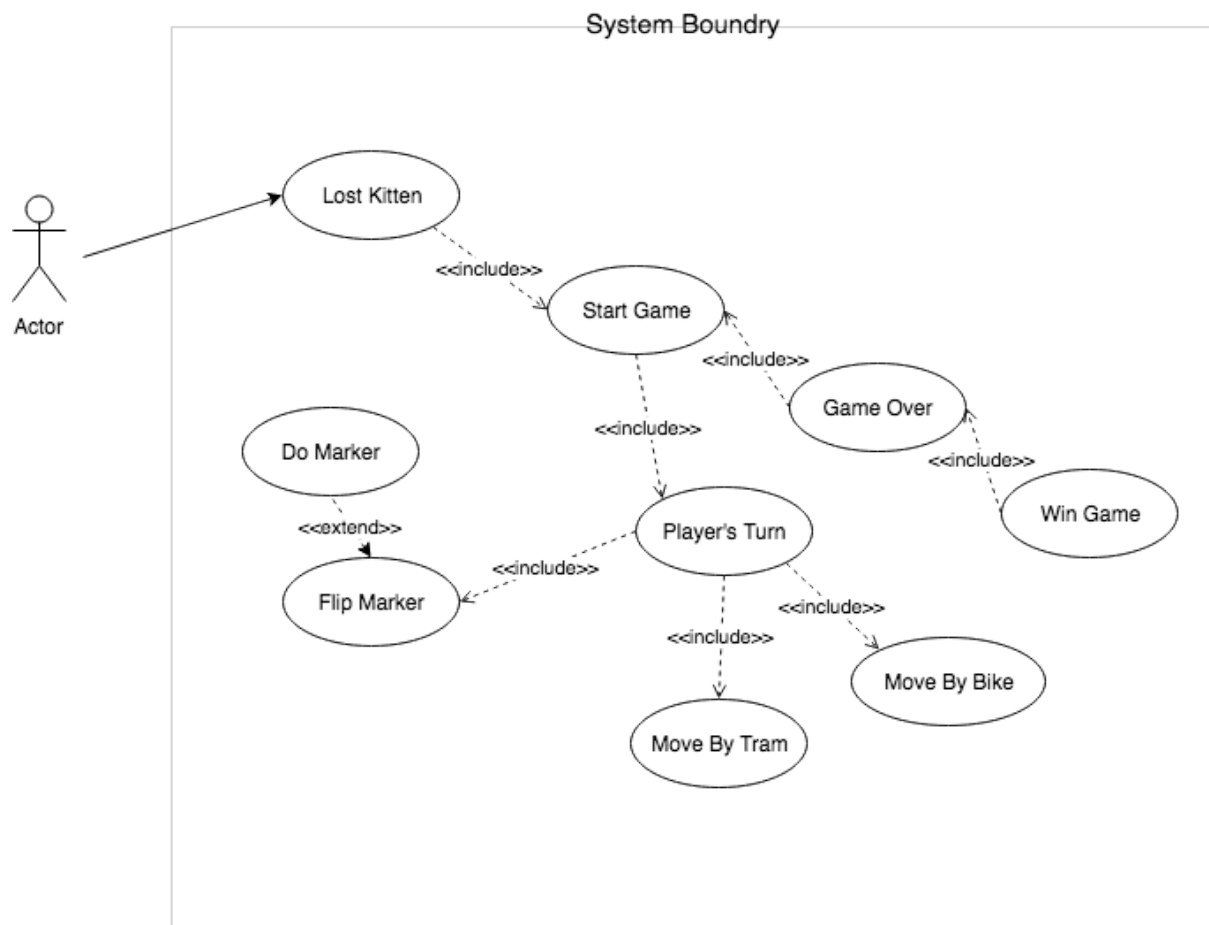 System Boundry
Lost Kitten
Actor
<<include>>
Start Game
<<include>>
Game Over
<<include>>
Do Marker
<<include>>
Win Game
<<extend>>
Player's Turn
<<include>>
Flip Marker
<<include>>
<<include>>
Move By Bike
Move By Tram